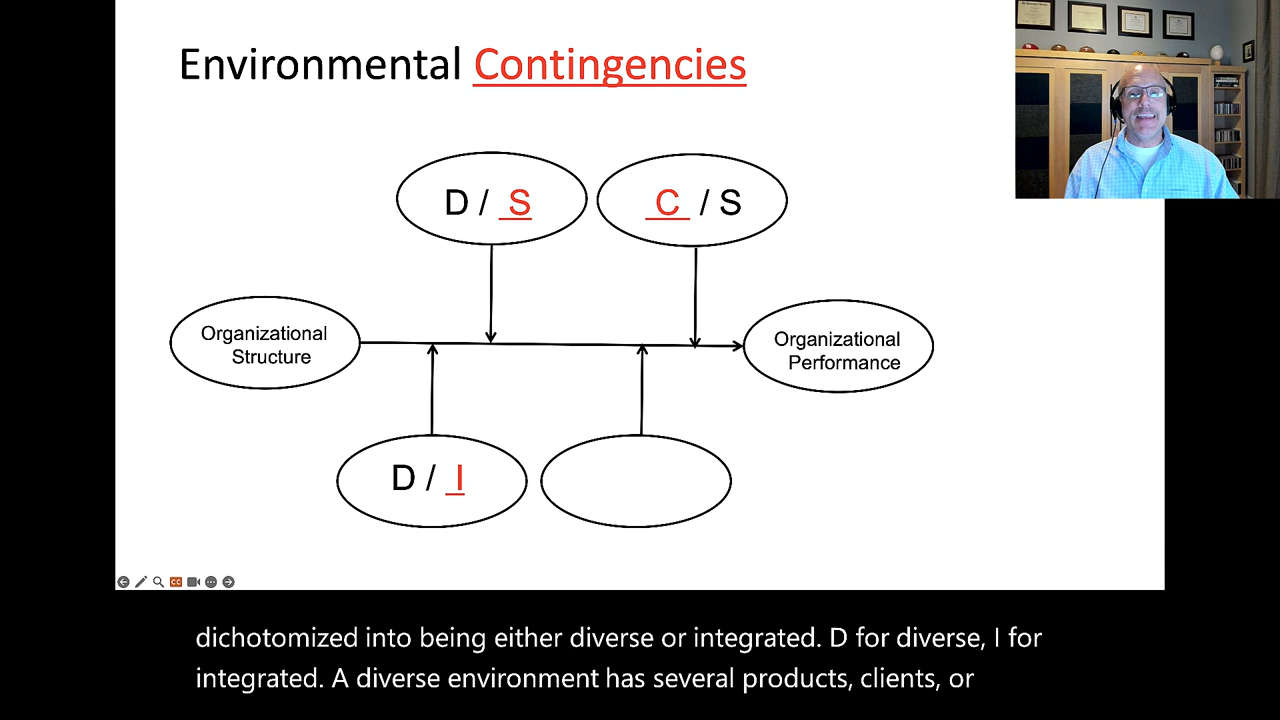 Environmental Contingencies
D / S
C / S
Organizational
Structure
Organizational
Performance
D / I
CC
dichotomized into being either diverse or integrated. D for diverse, I for
integrated. A diverse environment has several products, clients, or